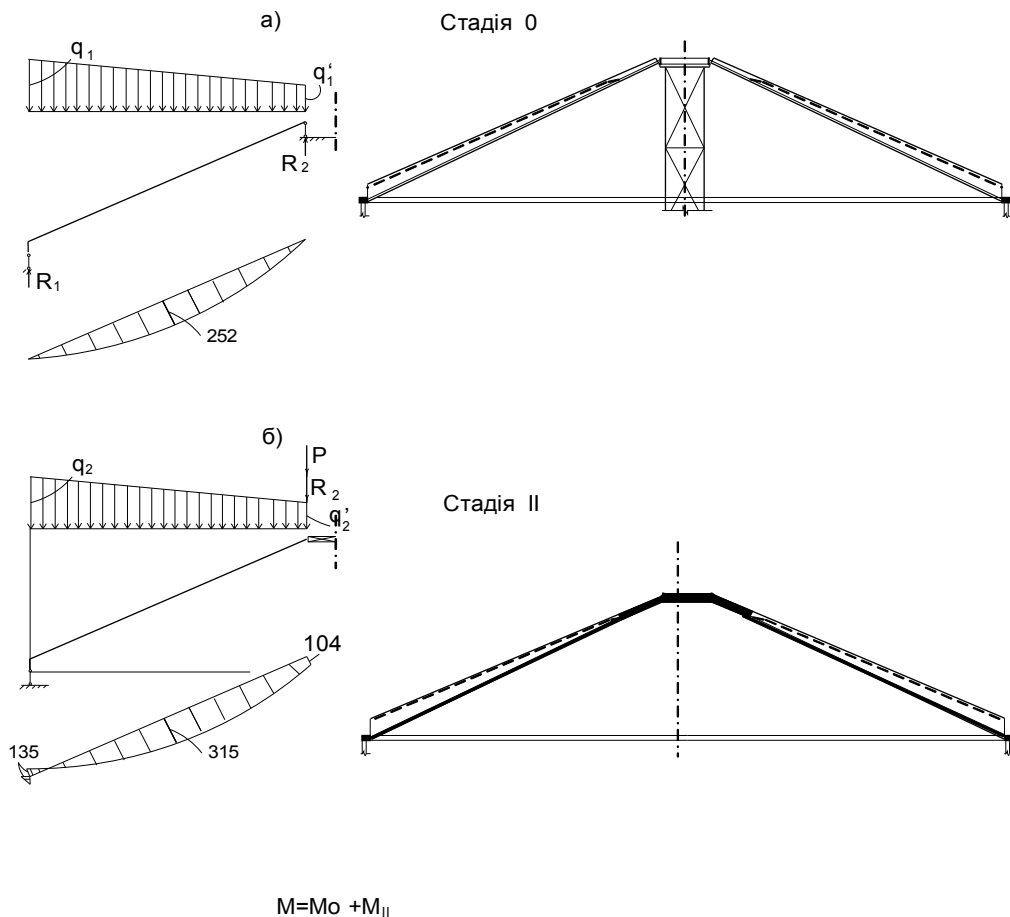 а)
Стадія 0
q1
q'1
R2
R1
252
б)
P
q2
R2
q'2
Стадія II
104
135
315
M=Mo +MII